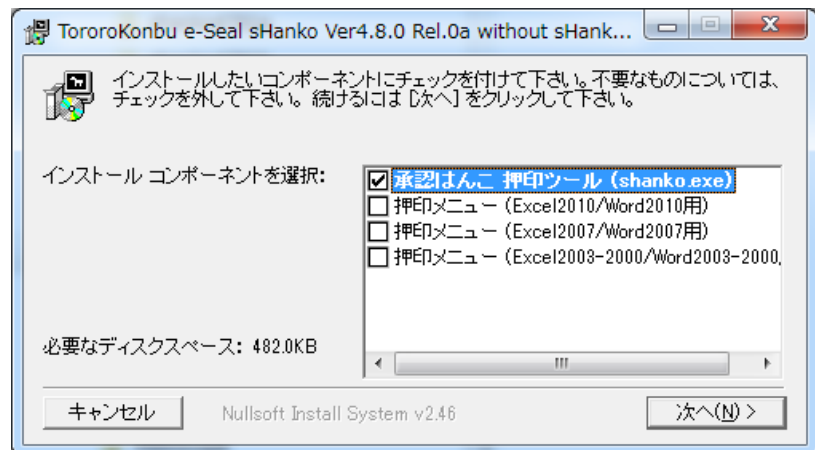 TororoKonbu e-Seal sHanko Ver4.8.0 Rel.0a without sHank...
インストールしたいコンポーネントにチェックを付けて下さい。不要なものについては、
チェックを外して下さい。続けるには [次へ] をクリックして下さい。
インストール コンポーネントを選択:
承認はんこ 押印ツール (shanko.exe)
押印メニュー (Excel2010/Word2010用)
押印メニュー (Excel2007/Word2007用)
押印メニュー (Excel2003-2000/Word2003-2000,
必要なディスクスペース: 482.0KB
キャンセル
Nullsoft Install System v2.46
次へ(N) >